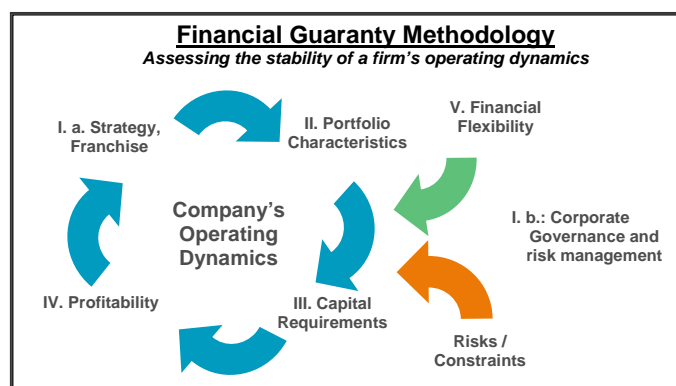 Financial Guaranty Methodology
Assessing the stability of a firm's operating dynamics
I. a. Strategy,
Franchise
II. Portfolio
Characteristics
V. Financial
Flexibility
Company's
Operating
Dynamics
I. b.: Corporate
Governance and
risk management
IV. Profitability
III. Capital
Requirements
Risks /
Constraints